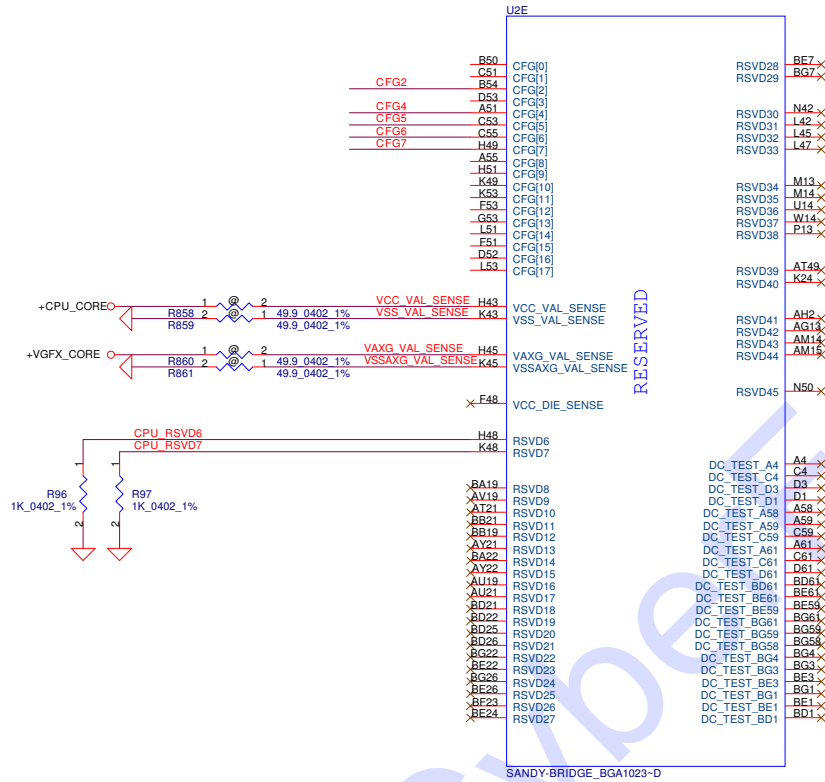 U2E
B50 CFG[0]
C51 CFG[1]
CFG2 B54 CFG[2]
D53 CFG[3]
CFG4 A51 CFG[4]
CFG5 C53 CFG[5]
CFG6 C55 CFG[6]
CFG7 H49 CFG[7]
A55 CFG[8]
H51 CFG[9]
K49 CFG[10]
K53 CFG[11]
F53 CFG[12]
G53 CFG[13]
L51 CFG[14]
F51 CFG[15]
D52 CFG[16]
L53 CFG[17]
+CPU_CORE 1 @ 2 VCC_VAL_SENSE H43 VCC_VAL_SENSE
R858 49.9_0402_1%
2 @ 1 VSS_VAL_SENSE K43 VSS_VAL_SENSE
R859 49.9_0402_1%
+VGFX_CORE 1 @ 2 VAXG_VAL_SENSE H45 VAXG_VAL_SENSE
R860 49.9_0402_1%
2 @ 1 VSSAXG_VAL_SENSE K45 VSSAXG_VAL_SENSE
R861 49.9_0402_1%
F48 VCC_DIE_SENSE
CPU_RSVD6 H48 RSVD6
CPU_RSVD7 K48 RSVD7
1 1
R96 R97
1K_0402_1% 1K_0402_1%
2 2
BA19 RSVD8
AV19 RSVD9
AT21 RSVD10
BB21 RSVD11
BB19 RSVD12
AY21 RSVD13
BA22 RSVD14
AY22 RSVD15
AU19 RSVD16
AU21 RSVD17
BD21 RSVD18
BD22 RSVD19
BD25 RSVD20
BD26 RSVD21
BG22 RSVD22
BE22 RSVD23
BG26 RSVD24
BE26 RSVD25
BF23 RSVD26
BE24 RSVD27
RESERVED
RSVD28 BE7
RSVD29 BG7
RSVD30 N42
RSVD31 L42
RSVD32 L45
RSVD33 L47
RSVD34 M13
RSVD35 M14
RSVD36 U14
RSVD37 W14
RSVD38 P13
RSVD39 AT49
RSVD40 K24
RSVD41 AH2
RSVD42 AG13
RSVD43 AM14
RSVD44 AM15
RSVD45 N50
DC_TEST_A4 A4
DC_TEST_C4 C4
DC_TEST_D3 D3
DC_TEST_D1 D1
DC_TEST_A58 A58
DC_TEST_A59 A59
DC_TEST_C59 C59
DC_TEST_A61 A61
DC_TEST_C61 C61
DC_TEST_D61 D61
DC_TEST_BD61 BD61
DC_TEST_BE61 BE61
DC_TEST_BE59 BE59
DC_TEST_BG61 BG61
DC_TEST_BG59 BG59
DC_TEST_BG58 BG58
DC_TEST_BG4 BG4
DC_TEST_BG3 BG3
DC_TEST_BE3 BE3
DC_TEST_BG1 BG1
DC_TEST_BE1 BE1
DC_TEST_BD1 BD1
SANDY-BRIDGE_BGA1023~D